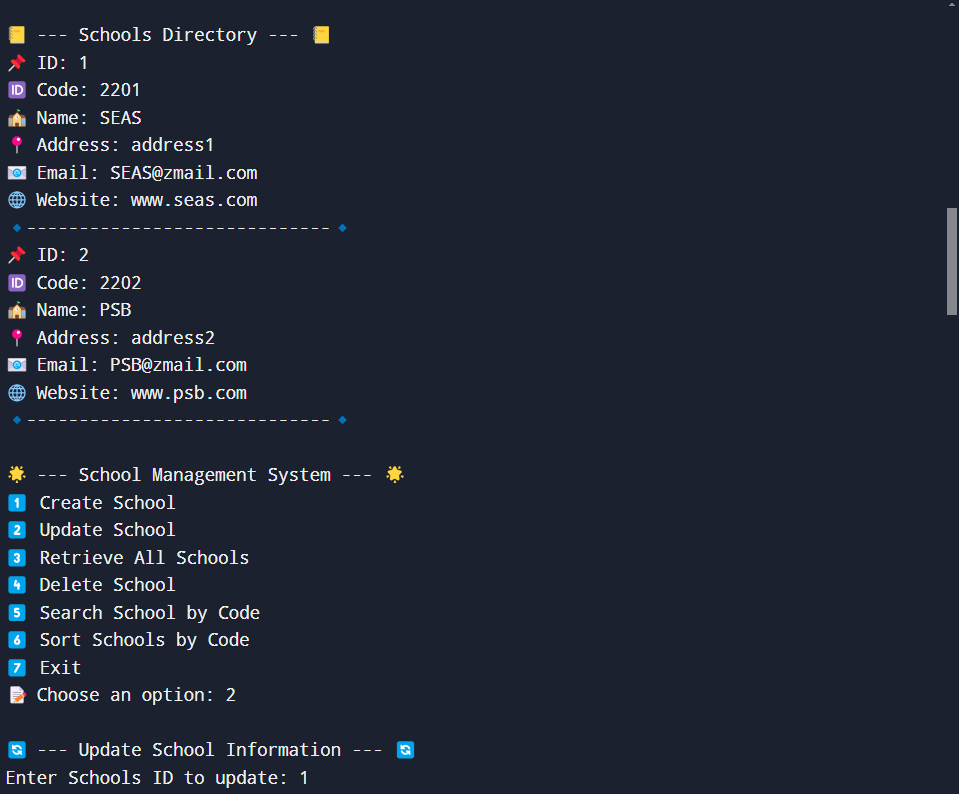 📒 --- Schools Directory --- 📒
📌 ID: 1
🆔 Code: 2201
🏫 Name: SEAS
📍 Address: address1
📧 Email: SEAS@zmail.com
🌐 Website: www.seas.com
🔹-----------------------------🔹
📌 ID: 2
🆔 Code: 2202
🏫 Name: PSB
📍 Address: address2
📧 Email: PSB@zmail.com
🌐 Website: www.psb.com
🔹-----------------------------🔹
🌟 --- School Management System --- 🌟
1️⃣ Create School
2️⃣ Update School
3️⃣ Retrieve All Schools
4️⃣ Delete School
5️⃣ Search School by Code
6️⃣ Sort Schools by Code
7️⃣ Exit
📝 Choose an option: 2
🔄 --- Update School Information --- 🔄
Enter Schools ID to update: 1